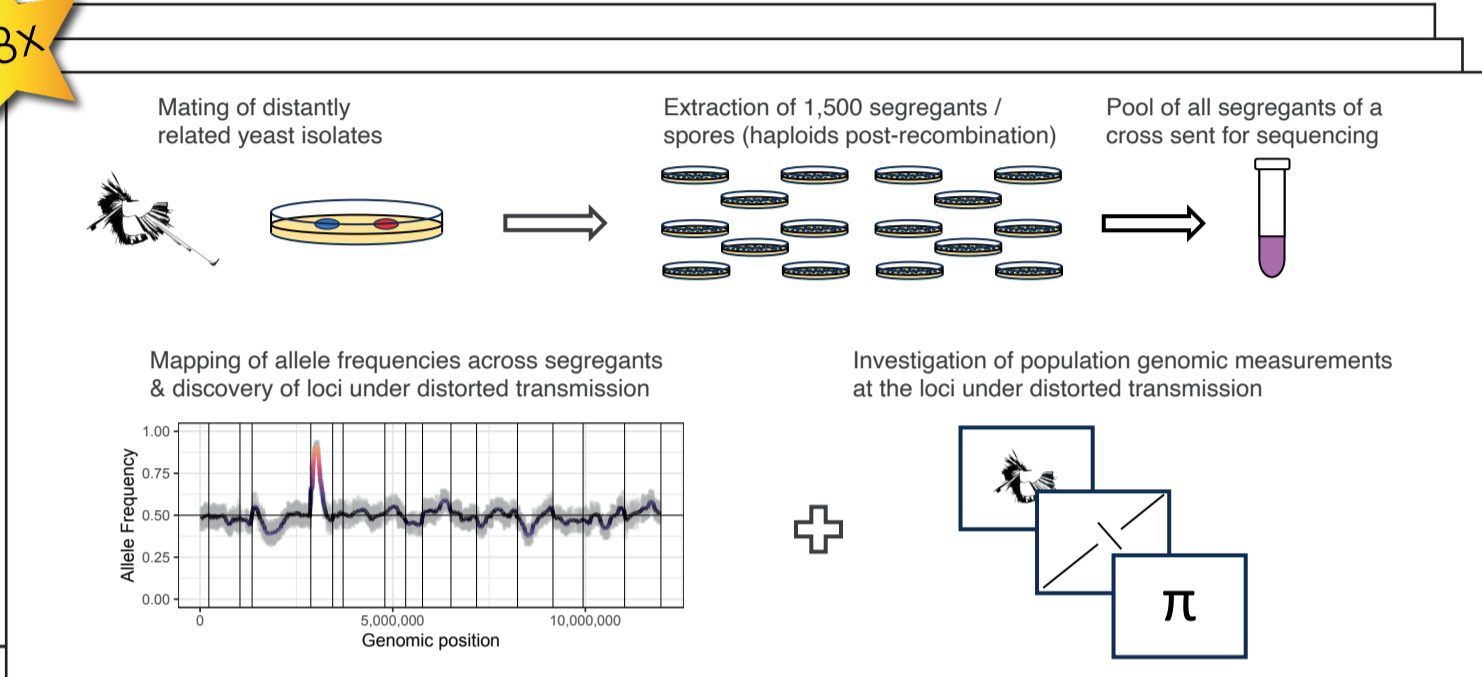 8x
Mating of distantly
related yeast isolates
Extraction of 1,500 segregants /
spores (haploids post-recombination)
Pool of all segregants of a
cross sent for sequencing
Mapping of allele frequencies across segregants
& discovery of loci under distorted transmission
1.00
0.75
0.50
0.25
0.00
Allele Frequency
0
5,000,000
10,000,000
Genomic position
Investigation of population genomic measurements
at the loci under distorted transmission
π